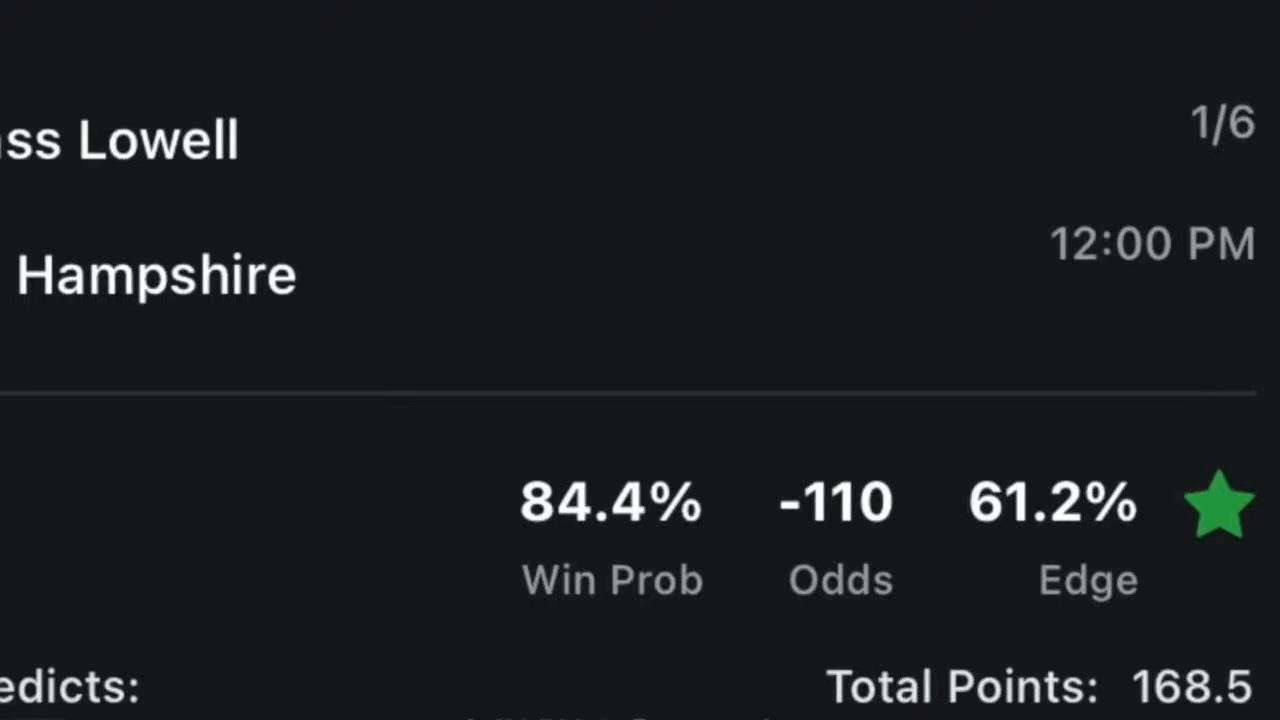 ss Lowell
1/6
12:00 PM
Hampshire
84.4% -110 61.2%
Win Prob Odds Edge
edicts: Total Points: 168.5